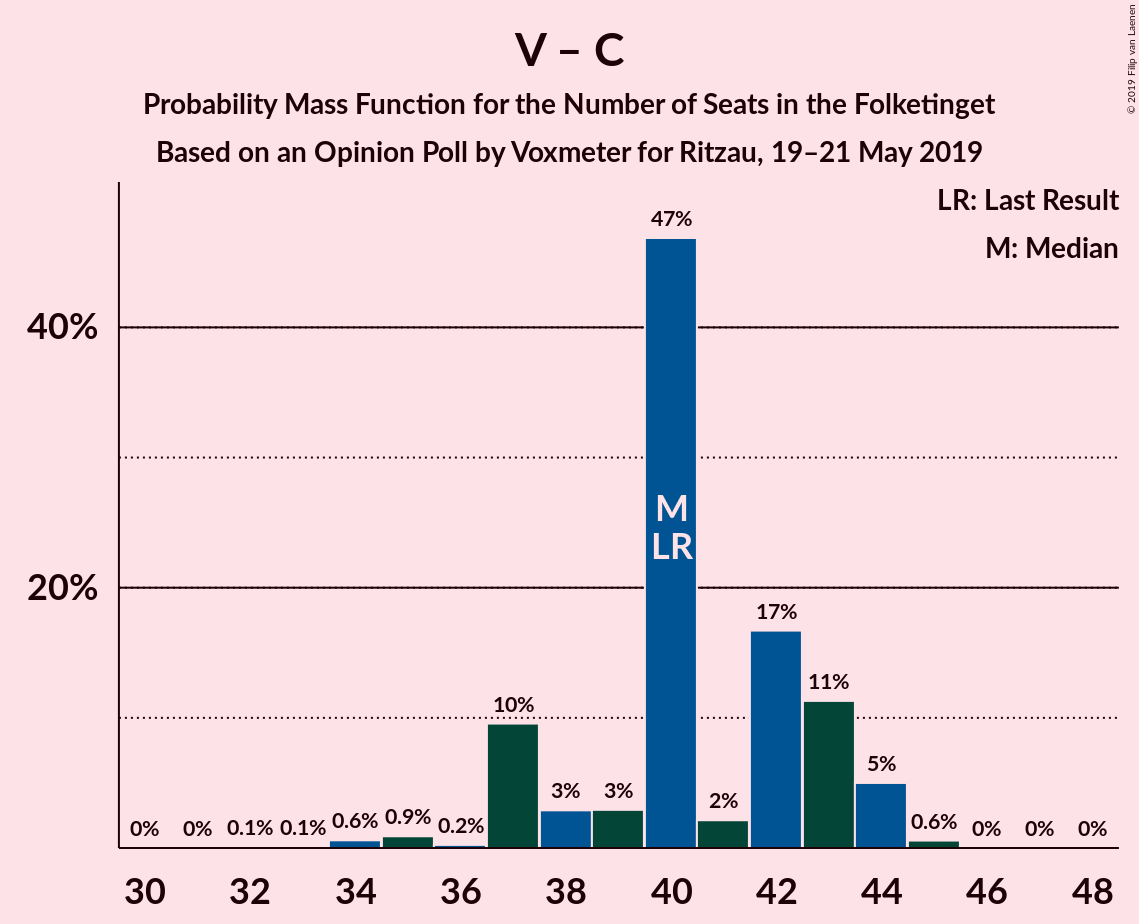 V – C
Probability Mass Function for the Number of Seats in the Folketinget
Based on an Opinion Poll by Voxmeter for Ritzau, 19–21 May 2019
© 2019 Filip van Laenen
LR: Last Result
M: Median
40%
20%
0%
0%
0.1%
0.1%
0.6%
0.9%
0.2%
10%
3%
3%
47%
2%
17%
11%
5%
0.6%
0%
0%
0%
M
LR
30 32 34 36 38 40 42 44 46 48